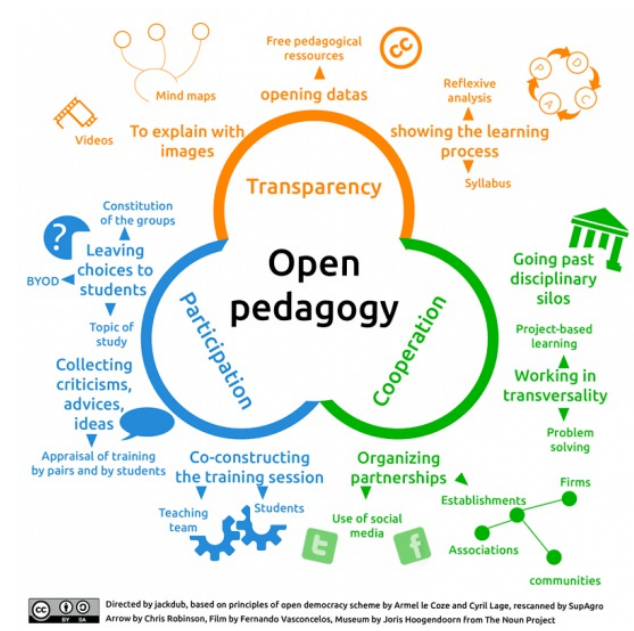 Free pedagogical
ressources
cc
opening datas
Mind maps
Videos
To explain with
images
Reflexive
analysis
P
D
C
A
showing the learning
process
Syllabus
Transparency
Open
pedagogy
Participation
Cooperation
Constitution
of the groups
?
Leaving
choices to
students
BYOD
Topic of
study
Collecting
criticisms,
advices,
ideas
Appraisal of training
by pairs and by students
Co-constructing
the training session
Teaching
team
Students
Going past
disciplinary
silos
Project-based
learning
Working in
transversality
Problem
solving
Organizing
partnerships
Use of social
media
t
f
Establishments
Firms
Associations
communities
cc
BY SA
Directed by jackdub, based on principles of open democracy scheme by Armel le Coze and Cyril Lage, rescanned by SupAgro
Arrow by Chris Robinson, Film by Fernando Vasconcelos, Museum by Joris Hoogendoorn from The Noun Project